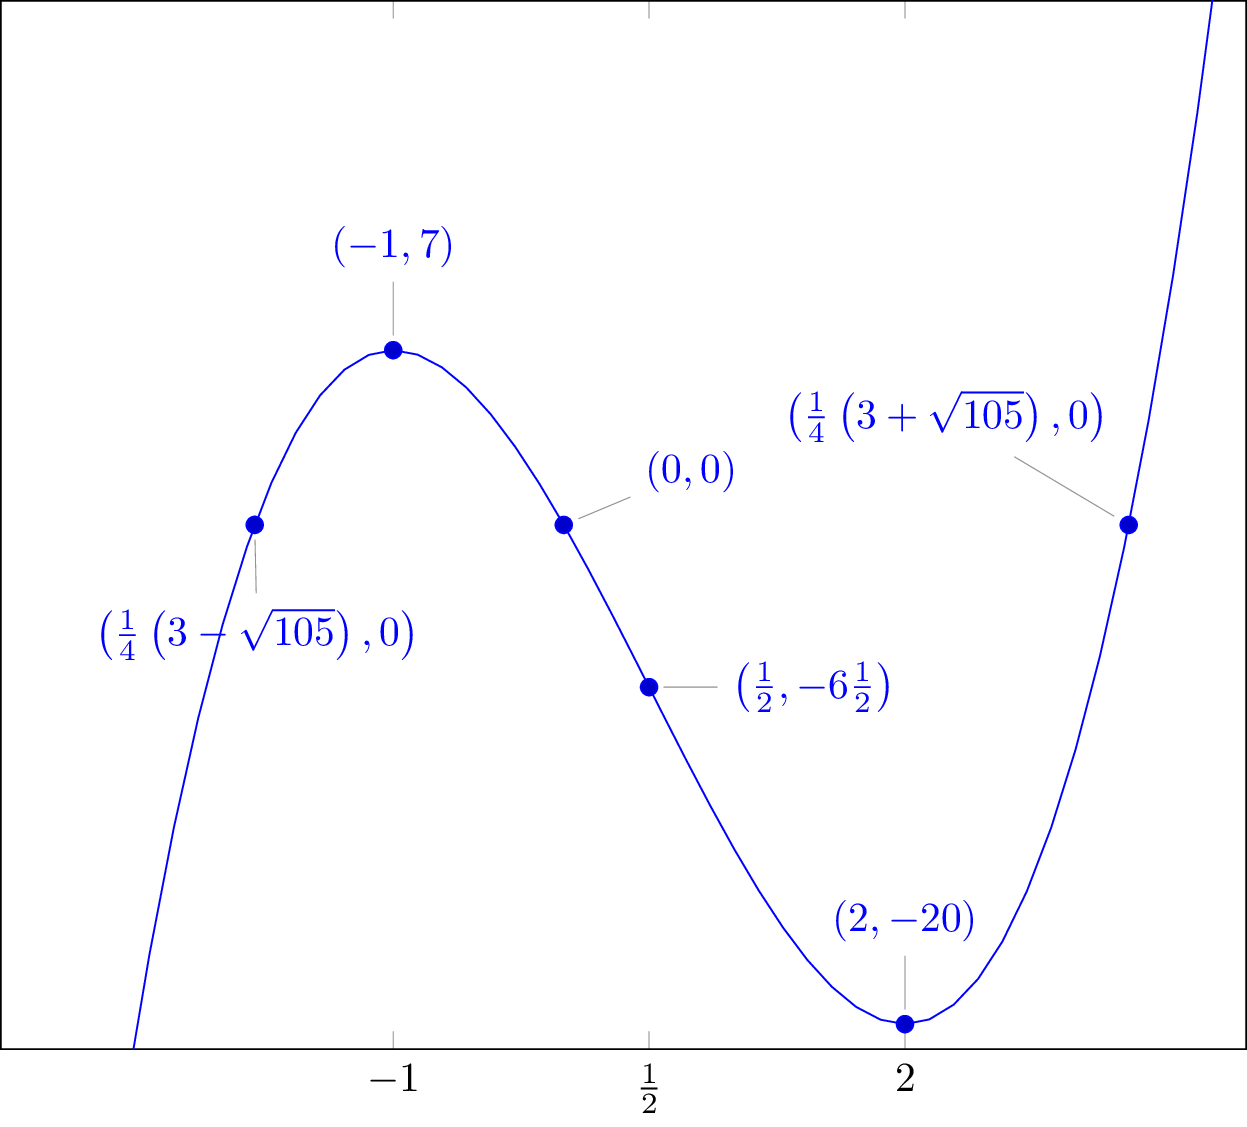 (−1, 7)
(1/4 (3 + √105), 0)
(0, 0)
(1/4 (3 − √105), 0)
(1/2, −6 1/2)
(2, −20)
−1 1/2 2